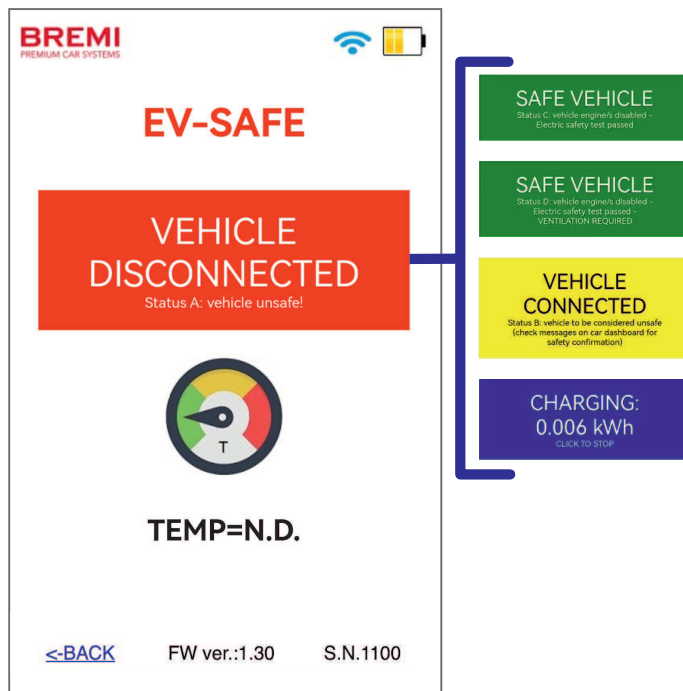 BREMI
PREMIUM CAR SYSTEMS
EV-SAFE
VEHICLE
DISCONNECTED
Status A: vehicle unsafe!
T
TEMP=N.D.
<-BACK FW ver.:1.30 S.N.1100
SAFE VEHICLE
Status C: vehicle engine/s disabled –
Electric safety test passed
SAFE VEHICLE
Status D: vehicle engine/s disabled –
Electric safety test passed –
VENTILATION REQUIRED
VEHICLE
CONNECTED
Status B: vehicle to be considered unsafe
(check messages on car dashboard for
safety confirmation)
CHARGING:
0.006 kWh
CLICK TO STOP